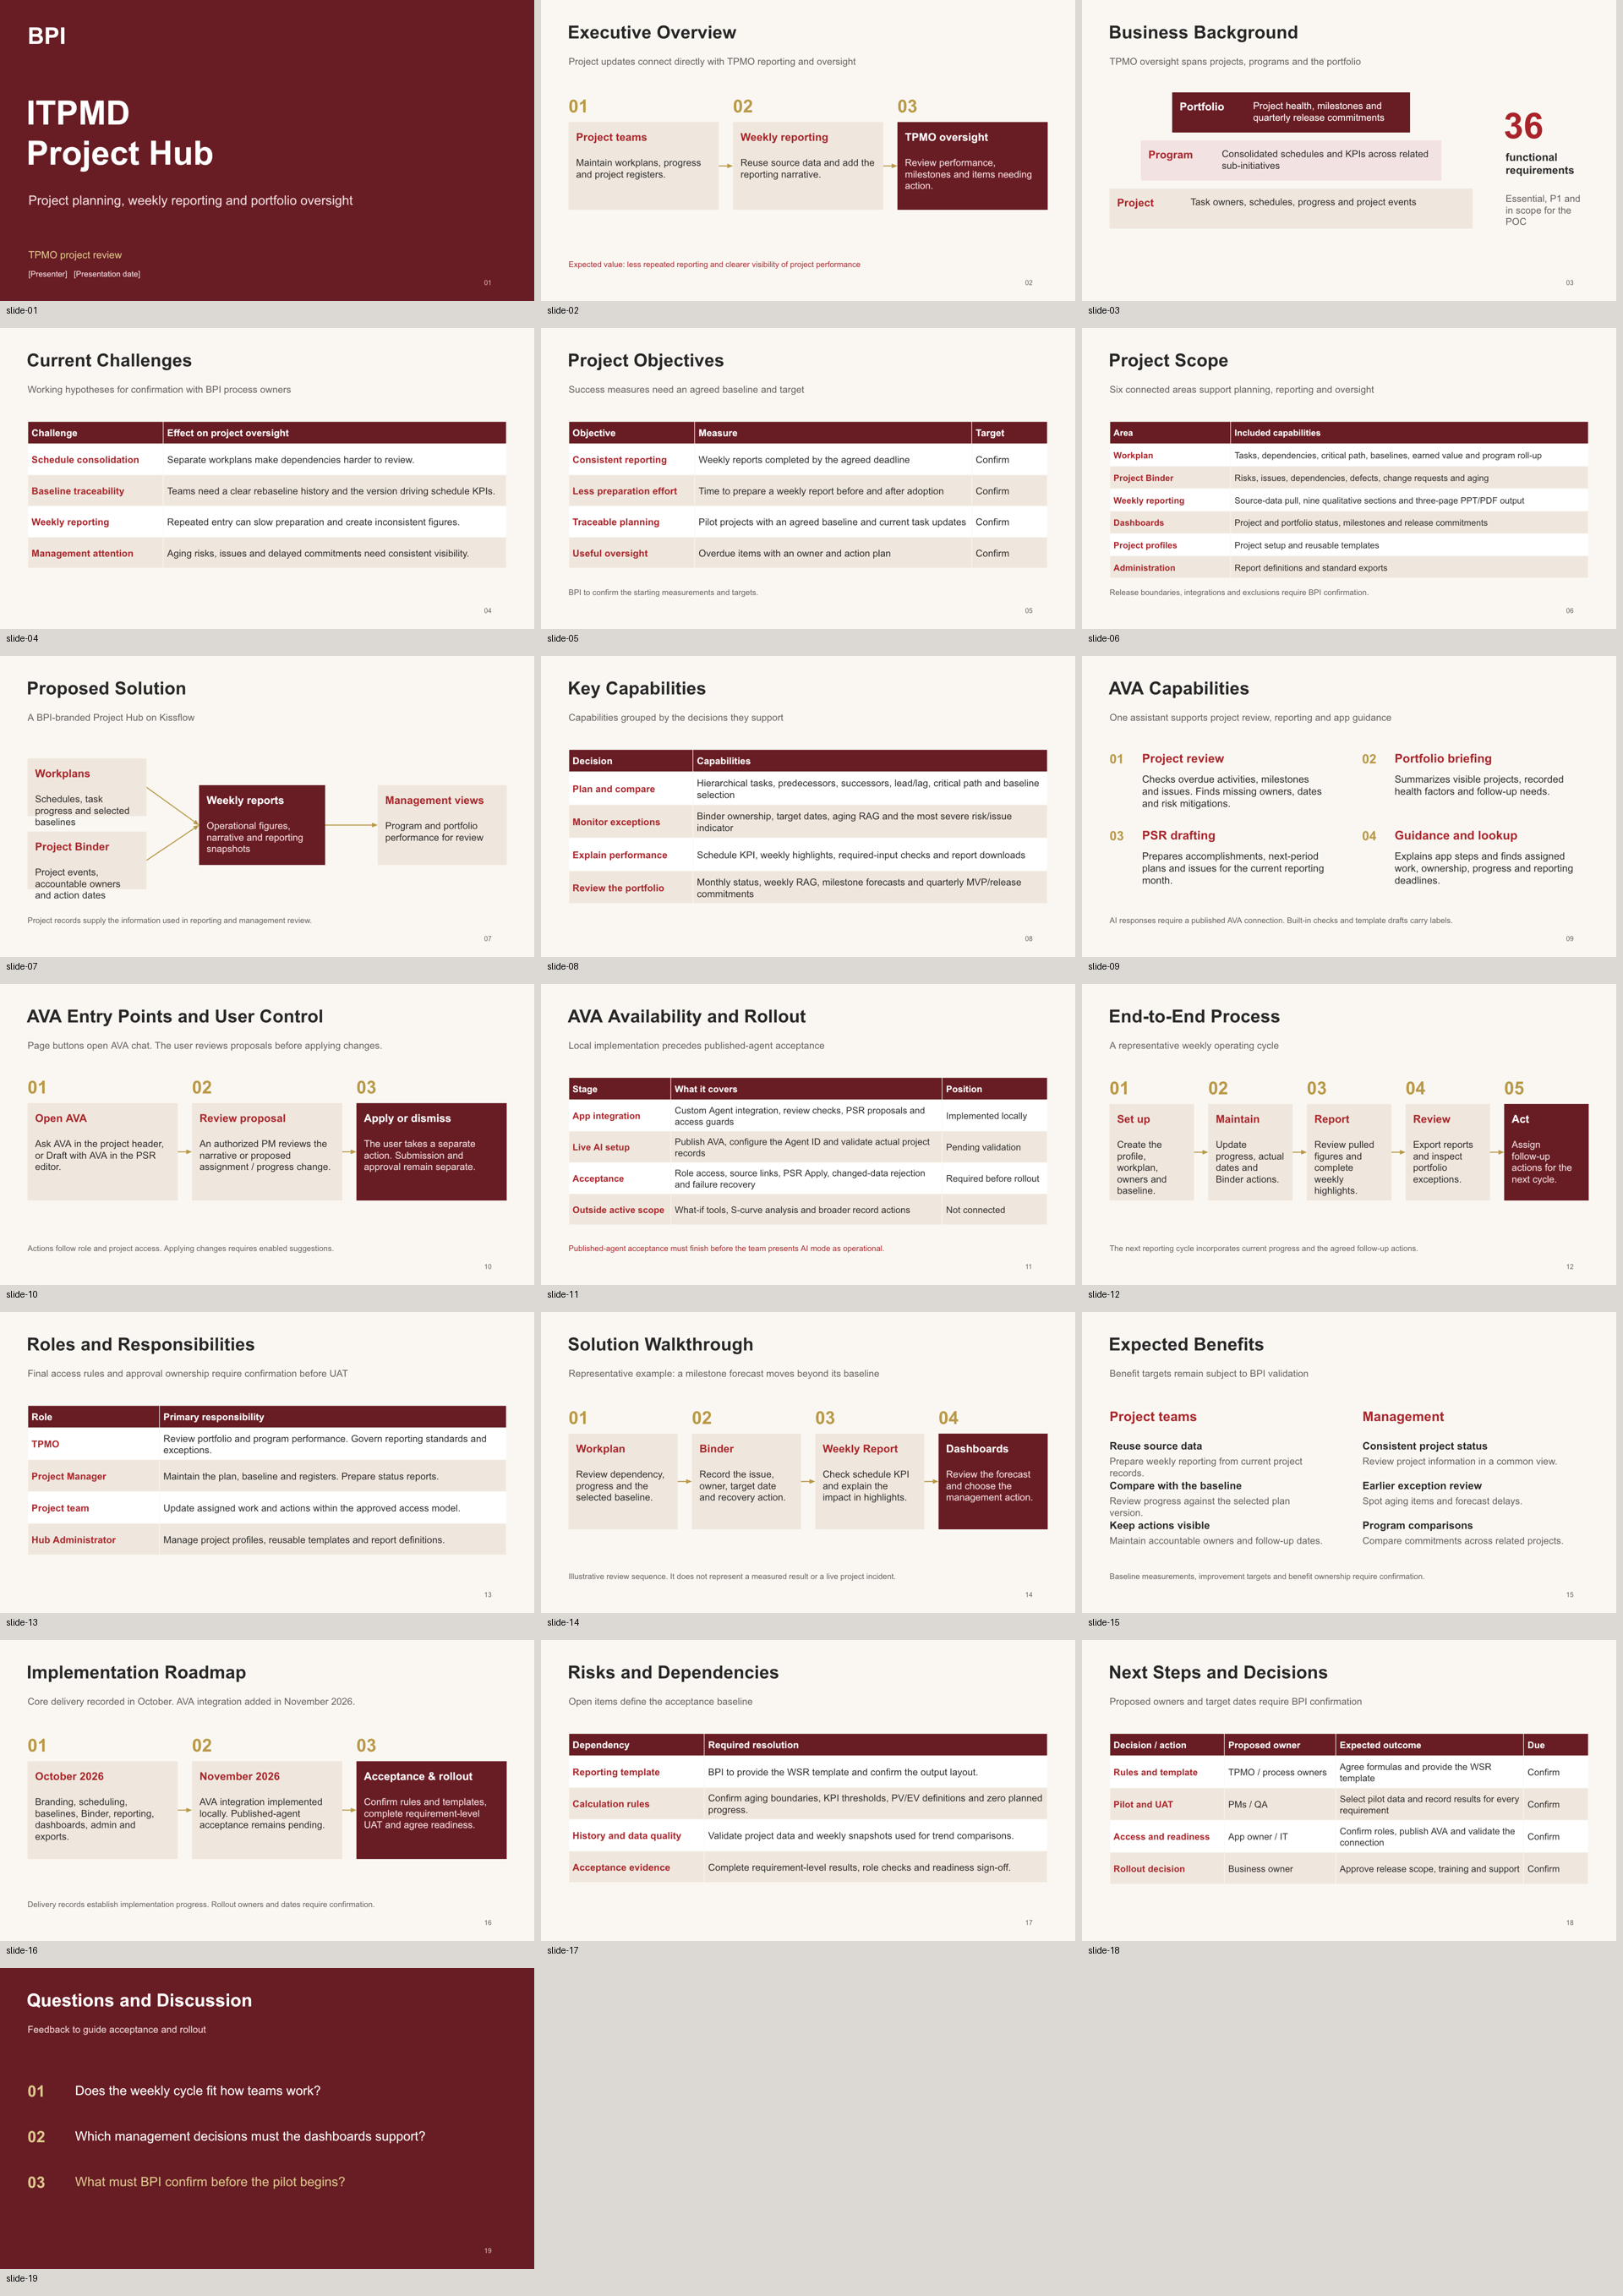 BPI
ITPMD
Project Hub
Project planning, weekly reporting and portfolio oversight
TPMO project review
[Presenter] [Presentation date]
01
slide-01
Executive Overview
Project updates connect directly with TPMO reporting and oversight
01
Project teams
Maintain workplans, progress
and project registers.
02
Weekly reporting
Reuse source data and add the
reporting narrative.
03
TPMO oversight
Review performance,
milestones and items needing
action.
Expected value: less repeated reporting and clearer visibility of project performance
02
slide-02
Business Background
TPMO oversight spans projects, programs and the portfolio
Portfolio
Project health, milestones and
quarterly release commitments
Program
Consolidated schedules and KPIs across related
sub-initiatives
Project
Task owners, schedules, progress and project events
36
functional
requirements
Essential, P1 and
in scope for the
POC
03
slide-03
Current Challenges
Working hypotheses for confirmation with BPI process owners
Challenge Effect on project oversight
Schedule consolidation Separate workplans make dependencies harder to review.
Baseline traceability Teams need a clear rebaseline history and the version driving schedule KPIs.
Weekly reporting Repeated entry can slow preparation and create inconsistent figures.
Management attention Aging risks, issues and delayed commitments need consistent visibility.
04
slide-04
Project Objectives
Success measures need an agreed baseline and target
Objective Measure Target
Consistent reporting Weekly reports completed by the agreed deadline Confirm
Less preparation effort Time to prepare a weekly report before and after adoption Confirm
Traceable planning Pilot projects with an agreed baseline and current task updates Confirm
Useful oversight Overdue items with an owner and action plan Confirm
BPI to confirm the starting measurements and targets.
05
slide-05
Project Scope
Six connected areas support planning, reporting and oversight
Area Included capabilities
Workplan Tasks, dependencies, critical path, baselines, earned value and program roll-up
Project Binder Risks, issues, dependencies, defects, change requests and aging
Weekly reporting Source-data pull, nine qualitative sections and three-page PPT/PDF output
Dashboards Project and portfolio status, milestones and release commitments
Project profiles Project setup and reusable templates
Administration Report definitions and standard exports
Release boundaries, integrations and exclusions require BPI confirmation.
06
slide-06
Proposed Solution
A BPI-branded Project Hub on Kissflow
Workplans
Schedules, task
progress and selected
baselines
Project Binder
Project events,
accountable owners
and action dates
Weekly reports
Operational figures,
narrative and reporting
snapshots
Management views
Program and portfolio
performance for review
Project records supply the information used in reporting and management review.
07
slide-07
Key Capabilities
Capabilities grouped by the decisions they support
Decision Capabilities
Plan and compare Hierarchical tasks, predecessors, successors, lead/lag, critical path and baseline
selection
Monitor exceptions Binder ownership, target dates, aging RAG and the most severe risk/issue
indicator
Explain performance Schedule KPI, weekly highlights, required-input checks and report downloads
Review the portfolio Monthly status, weekly RAG, milestone forecasts and quarterly MVP/release
commitments
08
slide-08
AVA Capabilities
One assistant supports project review, reporting and app guidance
01 Project review
Checks overdue activities, milestones
and issues. Finds missing owners, dates
and risk mitigations.
02 Portfolio briefing
Summarizes visible projects, recorded
health factors and follow-up needs.
03 PSR drafting
Prepares accomplishments, next-period
plans and issues for the current reporting
month.
04 Guidance and lookup
Explains app steps and finds assigned
work, ownership, progress and reporting
deadlines.
AI responses require a published AVA connection. Built-in checks and template drafts carry labels.
09
slide-09
AVA Entry Points and User Control
Page buttons open AVA chat. The user reviews proposals before applying changes.
01
Open AVA
Ask AVA in the project header,
or Draft with AVA in the PSR
editor.
02
Review proposal
An authorized PM reviews the
narrative or proposed
assignment / progress change.
03
Apply or dismiss
The user takes a separate
action. Submission and
approval remain separate.
Actions follow role and project access. Applying changes requires enabled suggestions.
10
slide-10
AVA Availability and Rollout
Local implementation precedes published-agent acceptance
Stage What it covers Position
App integration Custom Agent integration, review checks, PSR proposals and
access guards Implemented locally
Live AI setup Publish AVA, configure the Agent ID and validate actual project
records Pending validation
Acceptance Role access, source links, PSR Apply, changed-data rejection
and failure recovery Required before rollout
Outside active scope What-if tools, S-curve analysis and broader record actions Not connected
Published-agent acceptance must finish before the team presents AI mode as operational.
11
slide-11
End-to-End Process
A representative weekly operating cycle
01
Set up
Create the
profile,
workplan,
owners and
baseline.
02
Maintain
Update
progress, actual
dates and
Binder actions.
03
Report
Review pulled
figures and
complete
weekly
highlights.
04
Review
Export reports
and inspect
portfolio
exceptions.
05
Act
Assign
follow-up
actions for the
next cycle.
The next reporting cycle incorporates current progress and the agreed follow-up actions.
12
slide-12
Roles and Responsibilities
Final access rules and approval ownership require confirmation before UAT
Role Primary responsibility
TPMO Review portfolio and program performance. Govern reporting standards and
exceptions.
Project Manager Maintain the plan, baseline and registers. Prepare status reports.
Project team Update assigned work and actions within the approved access model.
Hub Administrator Manage project profiles, reusable templates and report definitions.
13
slide-13
Solution Walkthrough
Representative example: a milestone forecast moves beyond its baseline
01
Workplan
Review dependency,
progress and the
selected baseline.
02
Binder
Record the issue,
owner, target date
and recovery action.
03
Weekly Report
Check schedule KPI
and explain the
impact in highlights.
04
Dashboards
Review the forecast
and choose the
management action.
Illustrative review sequence. It does not represent a measured result or a live project incident.
14
slide-14
Expected Benefits
Benefit targets remain subject to BPI validation
Project teams
Reuse source data
Prepare weekly reporting from current project
records.
Compare with the baseline
Review progress against the selected plan
version.
Keep actions visible
Maintain accountable owners and follow-up dates.
Management
Consistent project status
Review project information in a common view.
Earlier exception review
Spot aging items and forecast delays.
Program comparisons
Compare commitments across related projects.
Baseline measurements, improvement targets and benefit ownership require confirmation.
15
slide-15
Implementation Roadmap
Core delivery recorded in October. AVA integration added in November 2026.
01
October 2026
Branding, scheduling,
baselines, Binder, reporting,
dashboards, admin and
exports.
02
November 2026
AVA integration implemented
locally. Published-agent
acceptance remains pending.
03
Acceptance & rollout
Confirm rules and templates,
complete requirement-level
UAT and agree readiness.
Delivery records establish implementation progress. Rollout owners and dates require confirmation.
16
slide-16
Risks and Dependencies
Open items define the acceptance baseline
Dependency Required resolution
Reporting template BPI to provide the WSR template and confirm the output layout.
Calculation rules Confirm aging boundaries, KPI thresholds, PV/EV definitions and zero planned
progress.
History and data quality Validate project data and weekly snapshots used for trend comparisons.
Acceptance evidence Complete requirement-level results, role checks and readiness sign-off.
17
slide-17
Next Steps and Decisions
Proposed owners and target dates require BPI confirmation
Decision / action Proposed owner Expected outcome Due
Rules and template TPMO / process owners Agree formulas and provide the WSR
template Confirm
Pilot and UAT PMs / QA Select pilot data and record results for every
requirement Confirm
Access and readiness App owner / IT Confirm roles, publish AVA and validate the
connection Confirm
Rollout decision Business owner Approve release scope, training and support Confirm
18
slide-18
Questions and Discussion
Feedback to guide acceptance and rollout
01 Does the weekly cycle fit how teams work?
02 Which management decisions must the dashboards support?
03 What must BPI confirm before the pilot begins?
19
slide-19